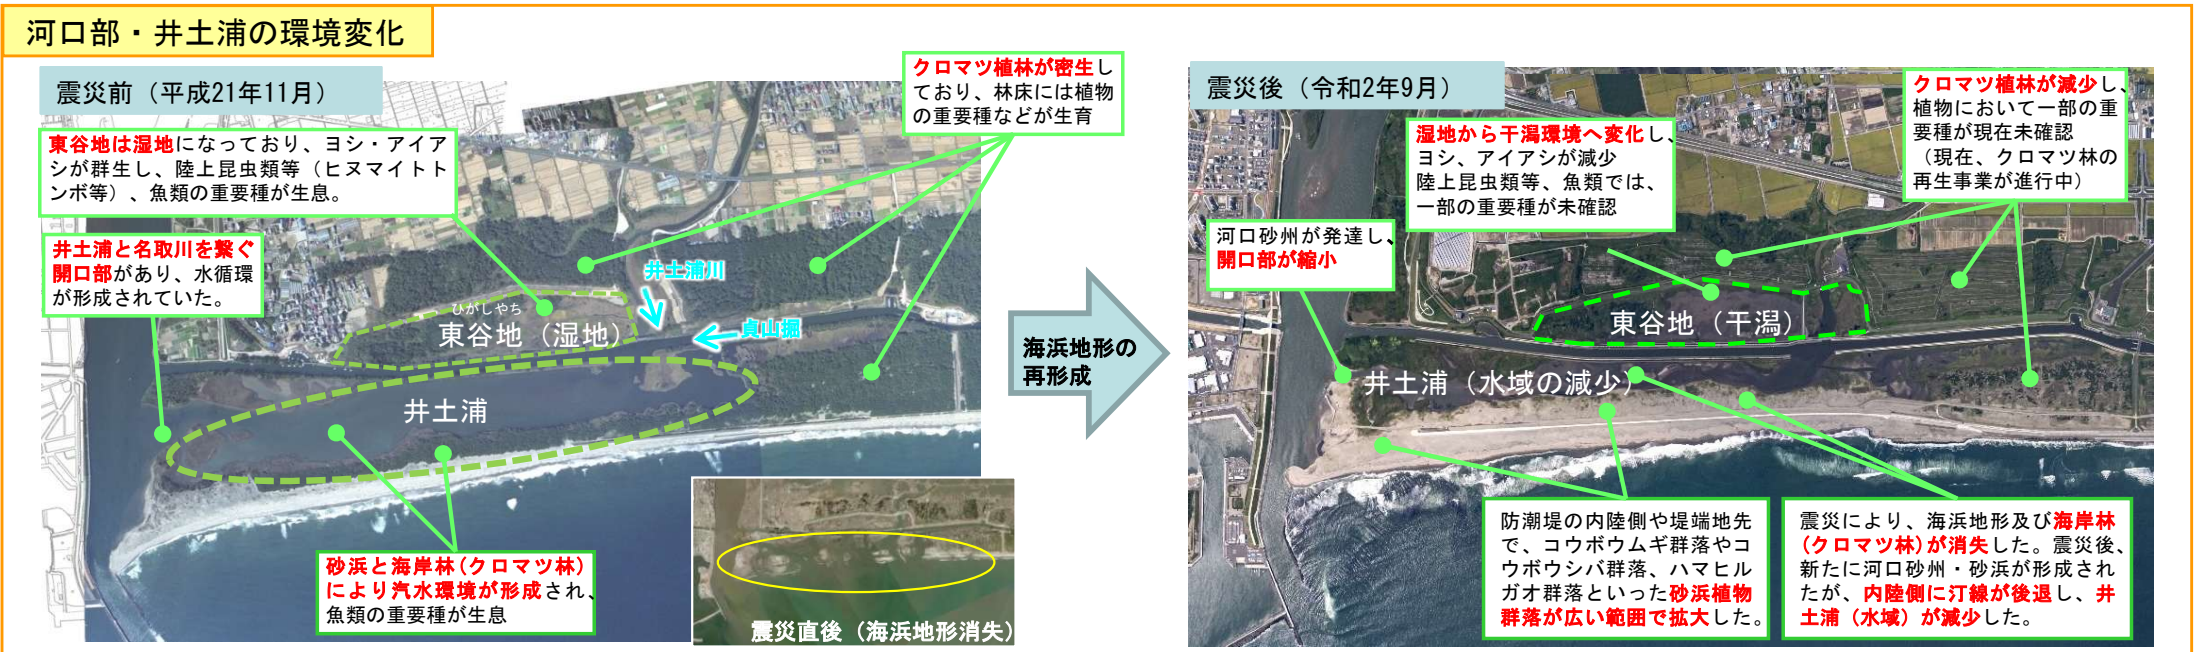 河口部・井土浦の環境変化
震災前（平成21年11月）
東谷地は湿地になっており、ヨシ・アイア
シが群生し、陸上昆虫類等（ヒヌマイトト
ンボ等）、魚類の重要種が生息。
クロマツ植林が密生し
ており、林床には植物
の重要種などが生育
井土浦と名取川を繋ぐ
開口部があり、水循環
が形成されていた。
井土浦川
貞山堀
ひがしやち
東谷地（湿地）
井土浦
砂浜と海岸林(クロマツ林)
により汽水環境が形成され、
魚類の重要種が生息
震災直後（海浜地形消失）
海浜地形の
再形成
震災後（令和2年9月）
湿地から干潟環境へ変化し、
ヨシ、アイアシが減少
陸上昆虫類等、魚類では、
一部の重要種が未確認
クロマツ植林が減少し、
植物において一部の重
要種が現在未確認
（現在、クロマツ林の
再生事業が進行中）
河口砂州が発達し、
開口部が縮小
東谷地（干潟）
井土浦（水域の減少）
防潮堤の内陸側や堤端地先
で、コウボウムギ群落やコ
ウボウシバ群落、ハマヒル
ガオ群落といった砂浜植物
群落が広い範囲で拡大した。
震災により、海浜地形及び海岸林
(クロマツ林)が消失した。震災後、
新たに河口砂州・砂浜が形成され
たが、内陸側に汀線が後退し、井
土浦（水域）が減少した。